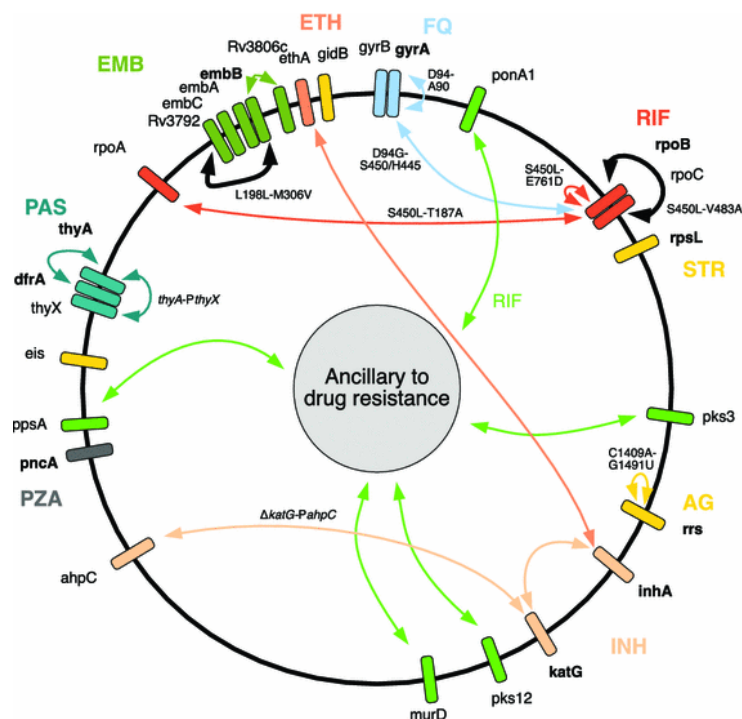 ETH
FQ
Rv3806c
ethA
gidB
gyrB
gyrA
EMB
embB
embA
embC
Rv3792
D94-
A90
ponA1
rpoA
D94G-
S450/H445
L198L-M306V
S450L-
E761D
RIF
rpoB
rpoC
S450L-V483A
S450L-T187A
rpsL
STR
PAS
thyA
dfrA
thyX
thyA-PthyX
RIF
eis
Ancillary to
drug resistance
ppsA
pncA
PZA
pks3
C1409A-
G1491U
AG
rrs
ΔkatG-PahpC
ahpC
inhA
INH
katG
pks12
murD